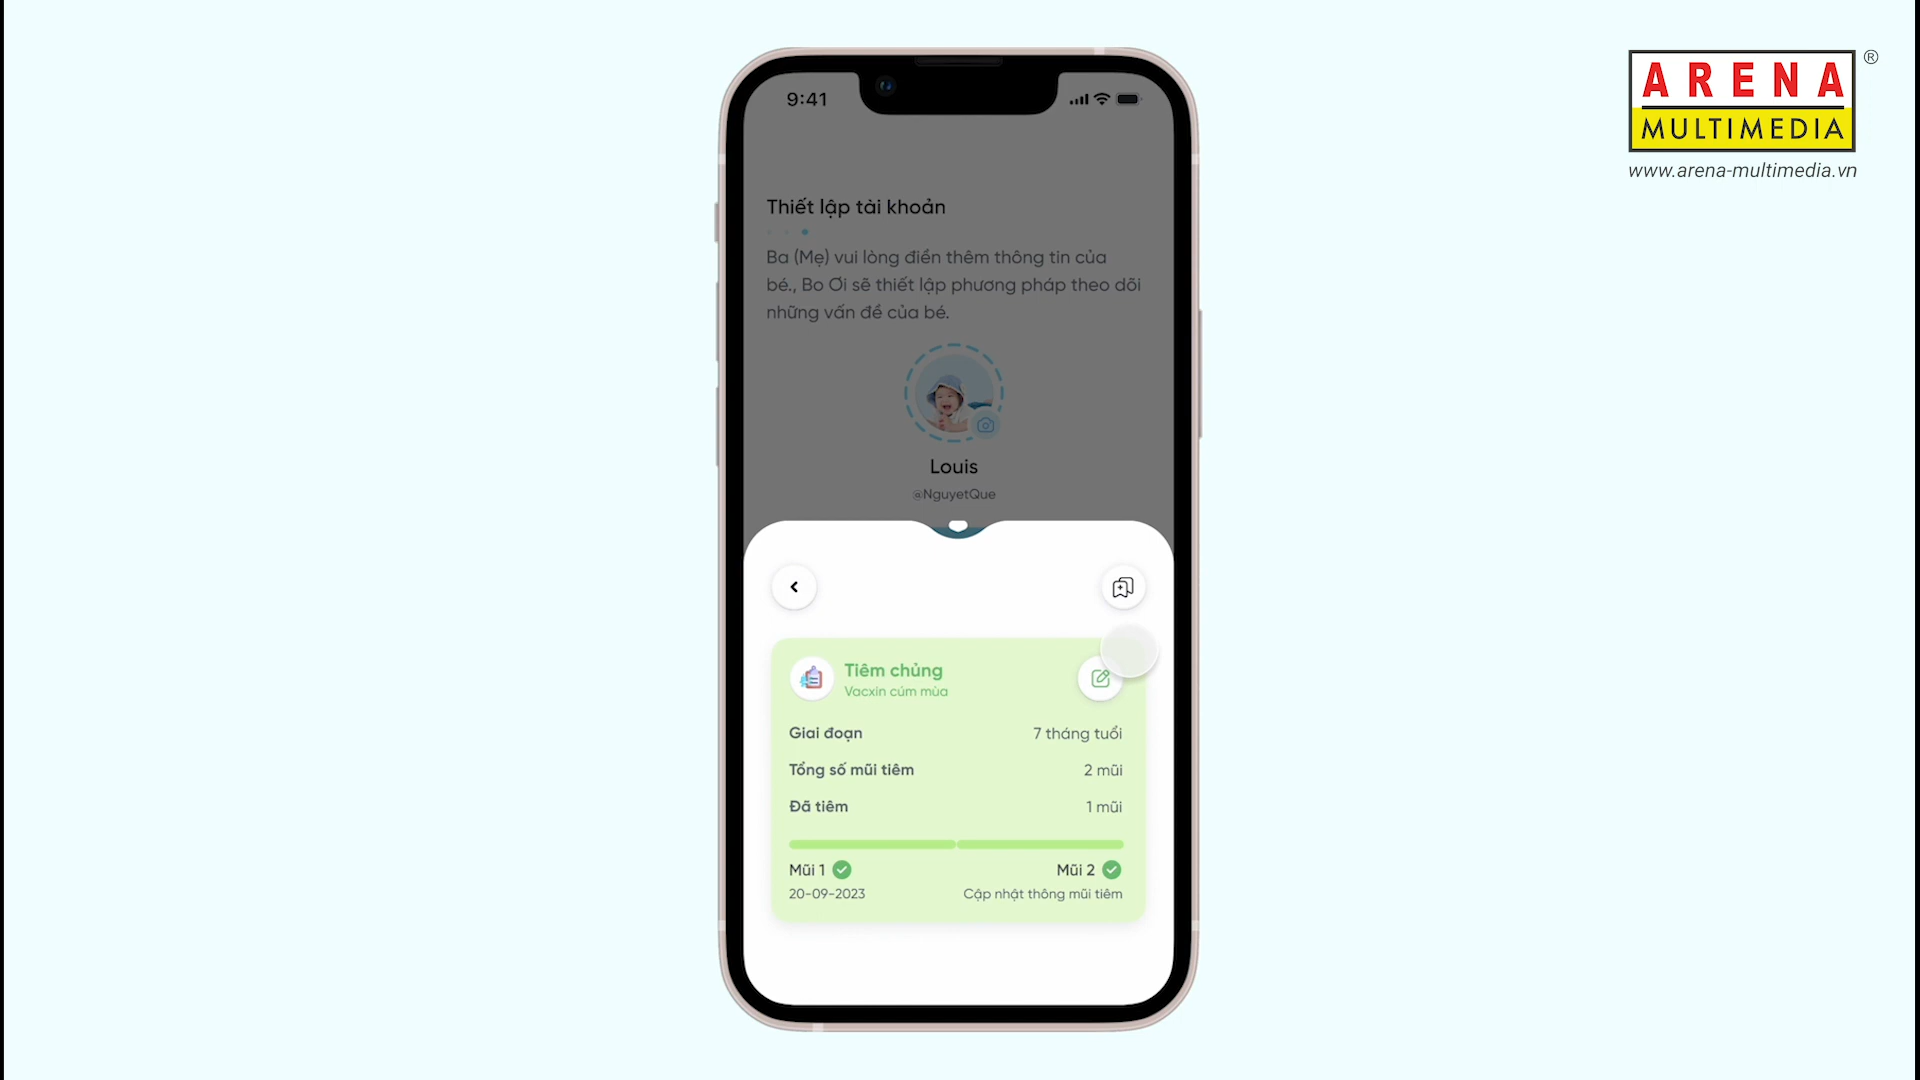 9:41
ARENA
®
MULTIMEDIA
www.arena-multimedia.vn
Thiết lập tài khoản
Ba (Mẹ) vui lòng điền thêm thông tin của
bé., Bo Ơi sẽ thiết lập phương pháp theo dõi
những vấn đề của bé.
Louis
@NguyetQue
Tiêm chủng
Vacxin cúm mùa
Giai đoạn 7 tháng tuổi
Tổng số mũi tiêm 2 mũi
Đã tiêm 1 mũi
Mũi 1 Mũi 2
20-09-2023 Cập nhật thông mũi tiêm